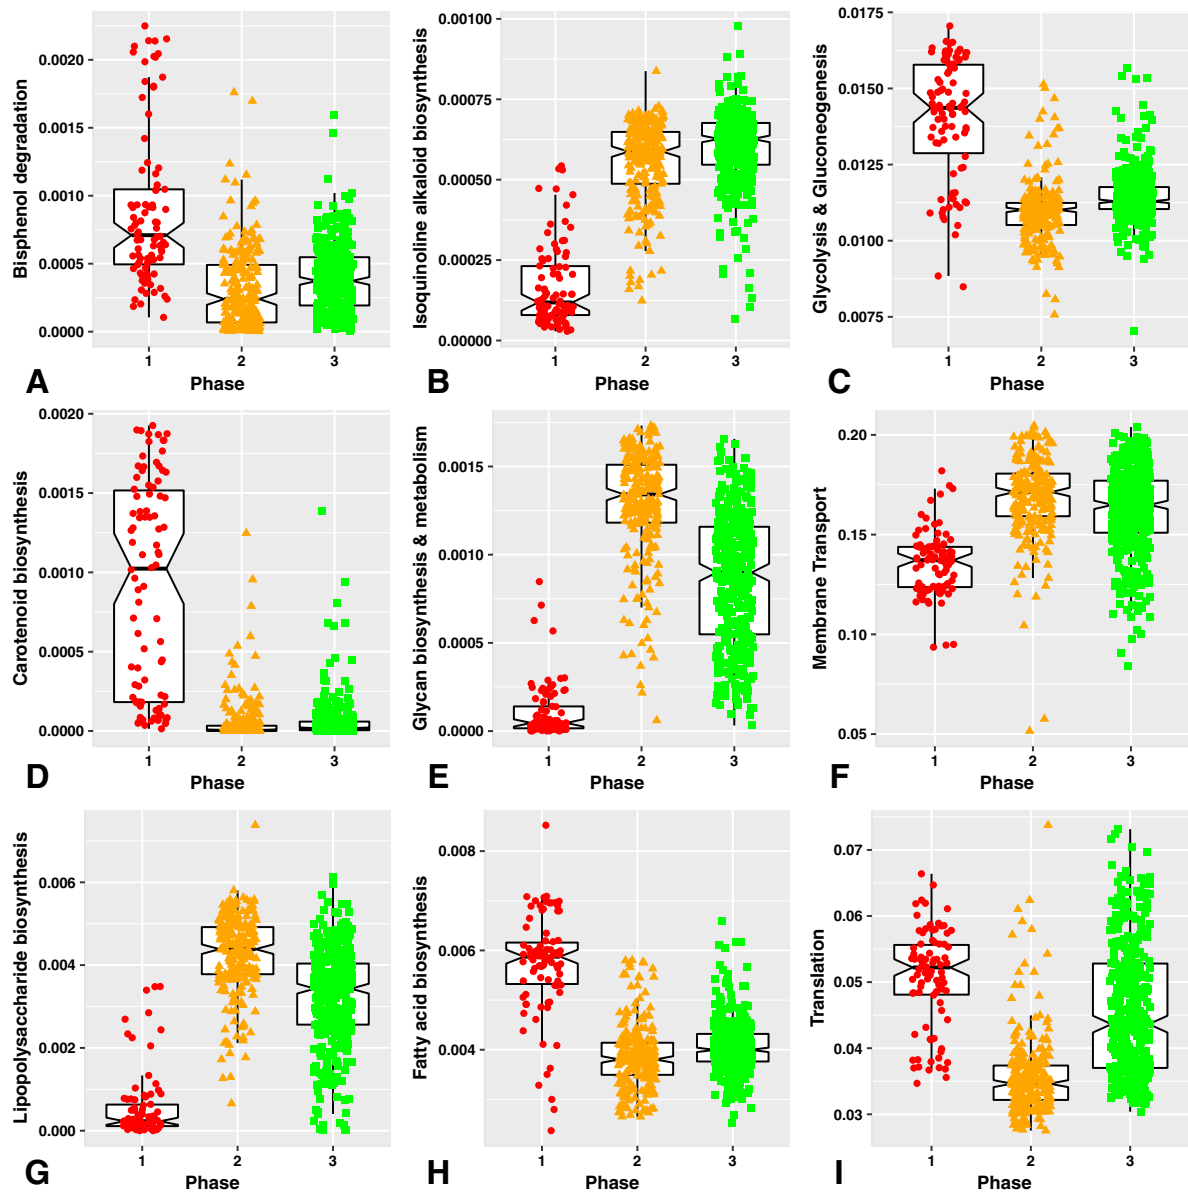 Bisphenol degradation
0.0020
0.0015
0.0010
0.0005
0.0000
1 2 3
Phase
A
Isoquinoline alkaloid biosynthesis
0.00100
0.00075
0.00050
0.00025
0.00000
1 2 3
Phase
B
Glycolysis & Gluconeogenesis
0.0175
0.0150
0.0125
0.0100
0.0075
1 2 3
Phase
C
Carotenoid biosynthesis
0.0020
0.0015
0.0010
0.0005
0.0000
1 2 3
Phase
D
Glycan biosynthesis & metabolism
0.0015
0.0010
0.0005
0.0000
1 2 3
Phase
E
Membrane Transport
0.20
0.15
0.10
0.05
1 2 3
Phase
F
Lipopolysaccharide biosynthesis
0.006
0.004
0.002
0.000
1 2 3
Phase
G
Fatty acid biosynthesis
0.008
0.006
0.004
1 2 3
Phase
H
Translation
0.07
0.06
0.05
0.04
0.03
1 2 3
Phase
I